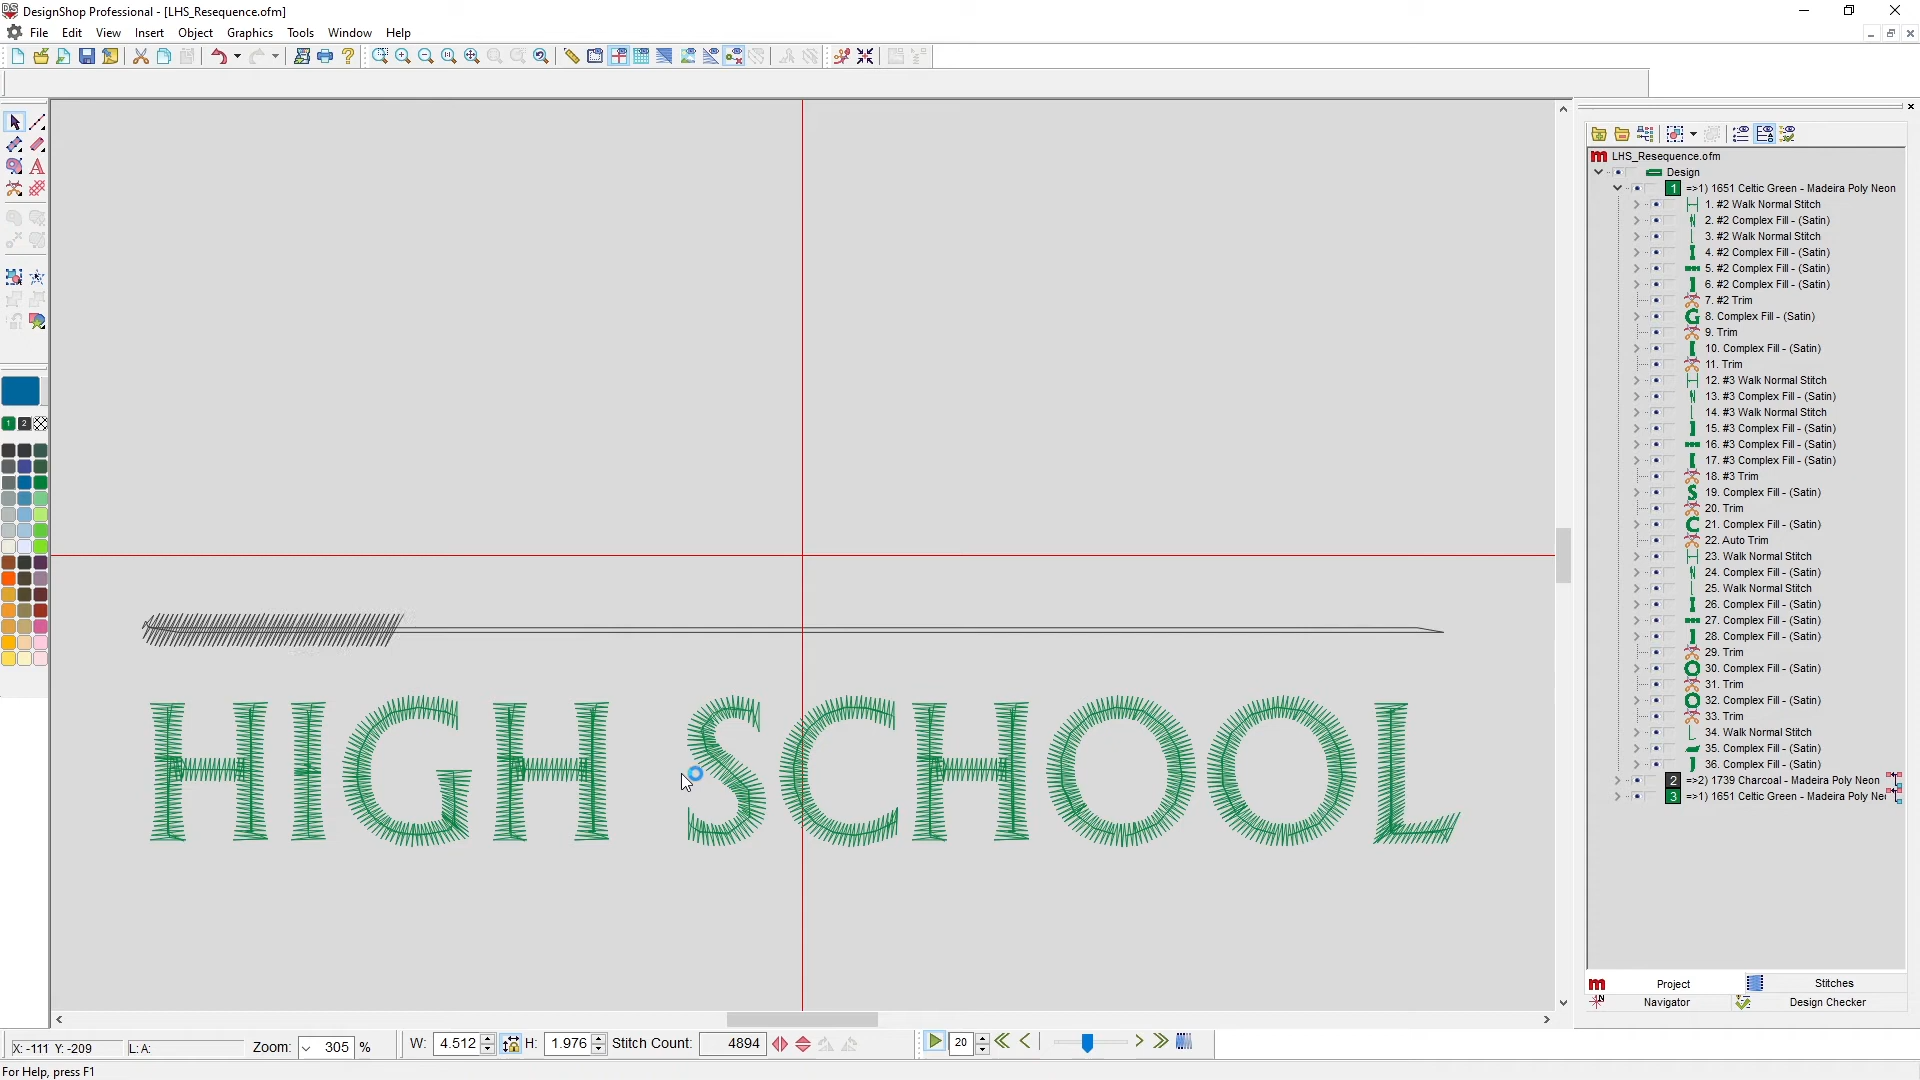 DesignShop Professional - [LHS_Resequence.ofm]
File Edit View Insert Object Graphics Tools Window Help
LHS_Resequence.ofm
Design
1 =>1) 1651 Celtic Green - Madeira Poly Neon
1. #2 Walk Normal Stitch
2. #2 Complex Fill - (Satin)
3. #2 Walk Normal Stitch
4. #2 Complex Fill - (Satin)
5. #2 Complex Fill - (Satin)
6. #2 Complex Fill - (Satin)
7. #2 Trim
8. Complex Fill - (Satin)
9. Trim
10. Complex Fill - (Satin)
11. Trim
12. #3 Walk Normal Stitch
13. #3 Complex Fill - (Satin)
14. #3 Walk Normal Stitch
15. #3 Complex Fill - (Satin)
16. #3 Complex Fill - (Satin)
17. #3 Complex Fill - (Satin)
18. #3 Trim
19. Complex Fill - (Satin)
20. Trim
21. Complex Fill - (Satin)
22. Auto Trim
23. Walk Normal Stitch
24. Complex Fill - (Satin)
25. Walk Normal Stitch
26. Complex Fill - (Satin)
27. Complex Fill - (Satin)
28. Complex Fill - (Satin)
29. Trim
30. Complex Fill - (Satin)
31. Trim
32. Complex Fill - (Satin)
33. Trim
34. Walk Normal Stitch
35. Complex Fill - (Satin)
36. Complex Fill - (Satin)
2 =>2) 1739 Charcoal - Madeira Poly Neon
3 =>1) 1651 Celtic Green - Madeira Poly Ne
1 2
HIGH SCHOOL
Project Stitches
Navigator Design Checker
X: -111 Y: -209 L: A: Zoom: 305 % W: 4.512 H: 1.976 Stitch Count: 4894 20
For Help, press F1